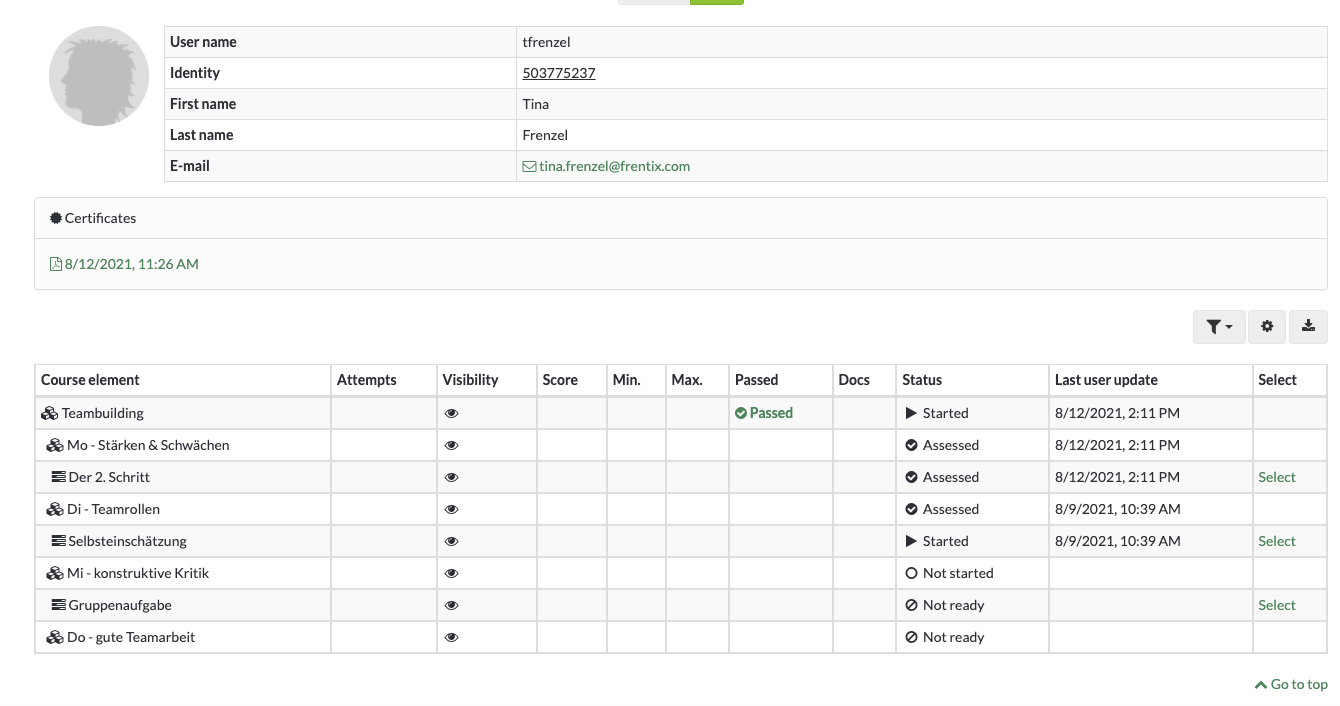 User name tfrenzel
Identity 503775237
First name Tina
Last name Frenzel
E-mail tina.frenzel@frentix.com
Certificates
8/12/2021, 11:26 AM
Course element Attempts Visibility Score Min. Max. Passed Docs Status Last user update Select
Teambuilding Passed Started 8/12/2021, 2:11 PM
Mo - Stärken & Schwächen Assessed 8/12/2021, 2:11 PM
Der 2. Schritt Assessed 8/12/2021, 2:11 PM Select
Di - Teamrollen Assessed 8/9/2021, 10:39 AM
Selbsteinschätzung Started 8/9/2021, 10:39 AM Select
Mi - konstruktive Kritik Not started
Gruppenaufgabe Not ready Select
Do - gute Teamarbeit Not ready
Go to top